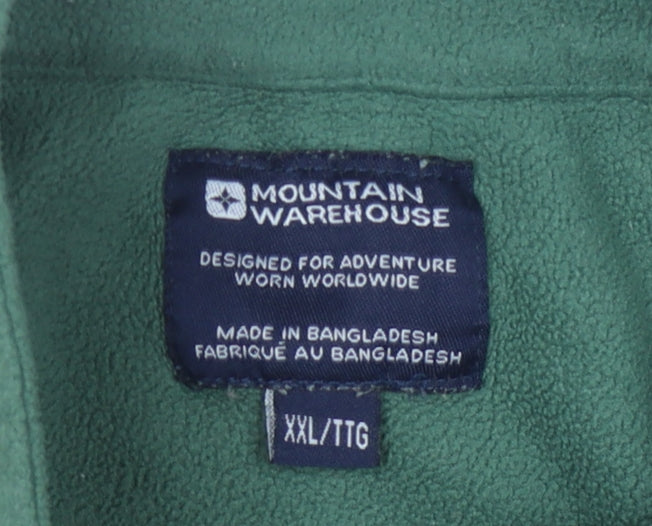 MOUNTAIN
WAREHOUSE
DESIGNED FOR ADVENTURE
WORN WORLDWIDE
MADE IN BANGLADESH
FABRIQUÉ AU BANGLADESH
XXL/TTG